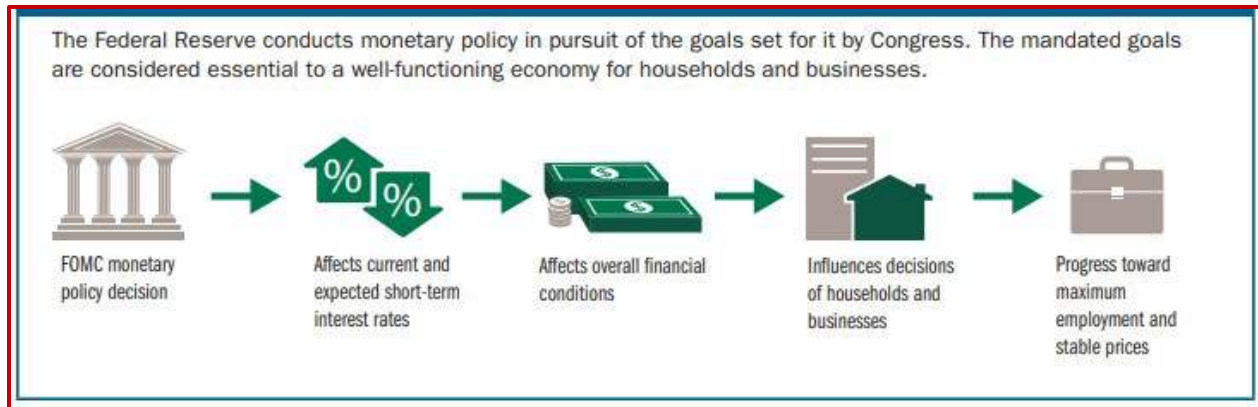 The Federal Reserve conducts monetary policy in pursuit of the goals set for it by Congress. The mandated goals
are considered essential to a well-functioning economy for households and businesses.
%
%
$
$
FOMC monetary
policy decision
Affects current and
expected short-term
interest rates
Affects overall financial
conditions
Influences decisions
of households and
businesses
Progress toward
maximum
employment and
stable prices